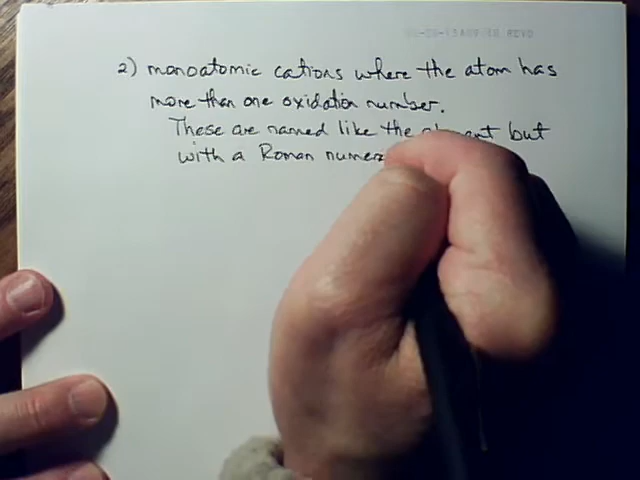 2) monoatomic cations where the atom has
more than one oxidation number.
These are named like the but
with a Roman